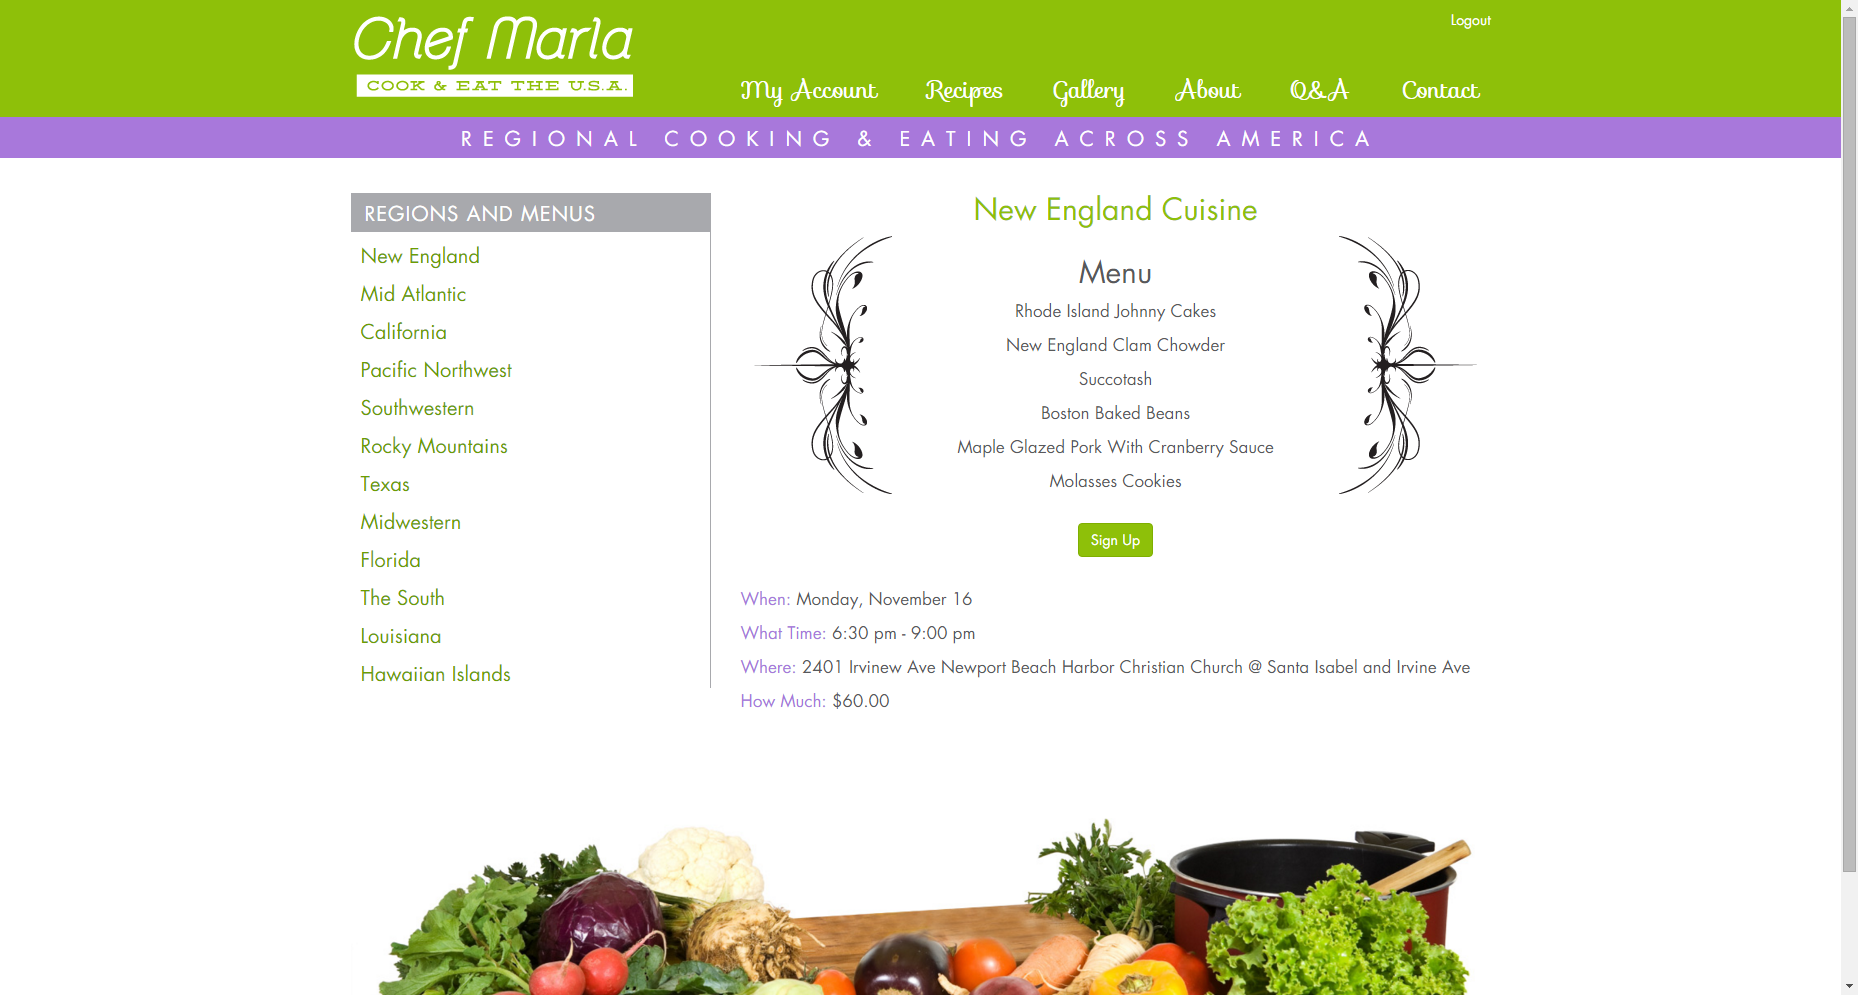 Chef Marla
COOK & EAT THE U.S.A.
Logout
My Account Recipes Gallery About Q&A Contact
REGIONAL COOKING & EATING ACROSS AMERICA
REGIONS AND MENUS
New England
Mid Atlantic
California
Pacific Northwest
Southwestern
Rocky Mountains
Texas
Midwestern
Florida
The South
Louisiana
Hawaiian Islands
New England Cuisine
Menu
Rhode Island Johnny Cakes
New England Clam Chowder
Succotash
Boston Baked Beans
Maple Glazed Pork With Cranberry Sauce
Molasses Cookies
Sign Up
When: Monday, November 16
What Time: 6:30 pm - 9:00 pm
Where: 2401 Irvinew Ave Newport Beach Harbor Christian Church @ Santa Isabel and Irvine Ave
How Much: $60.00